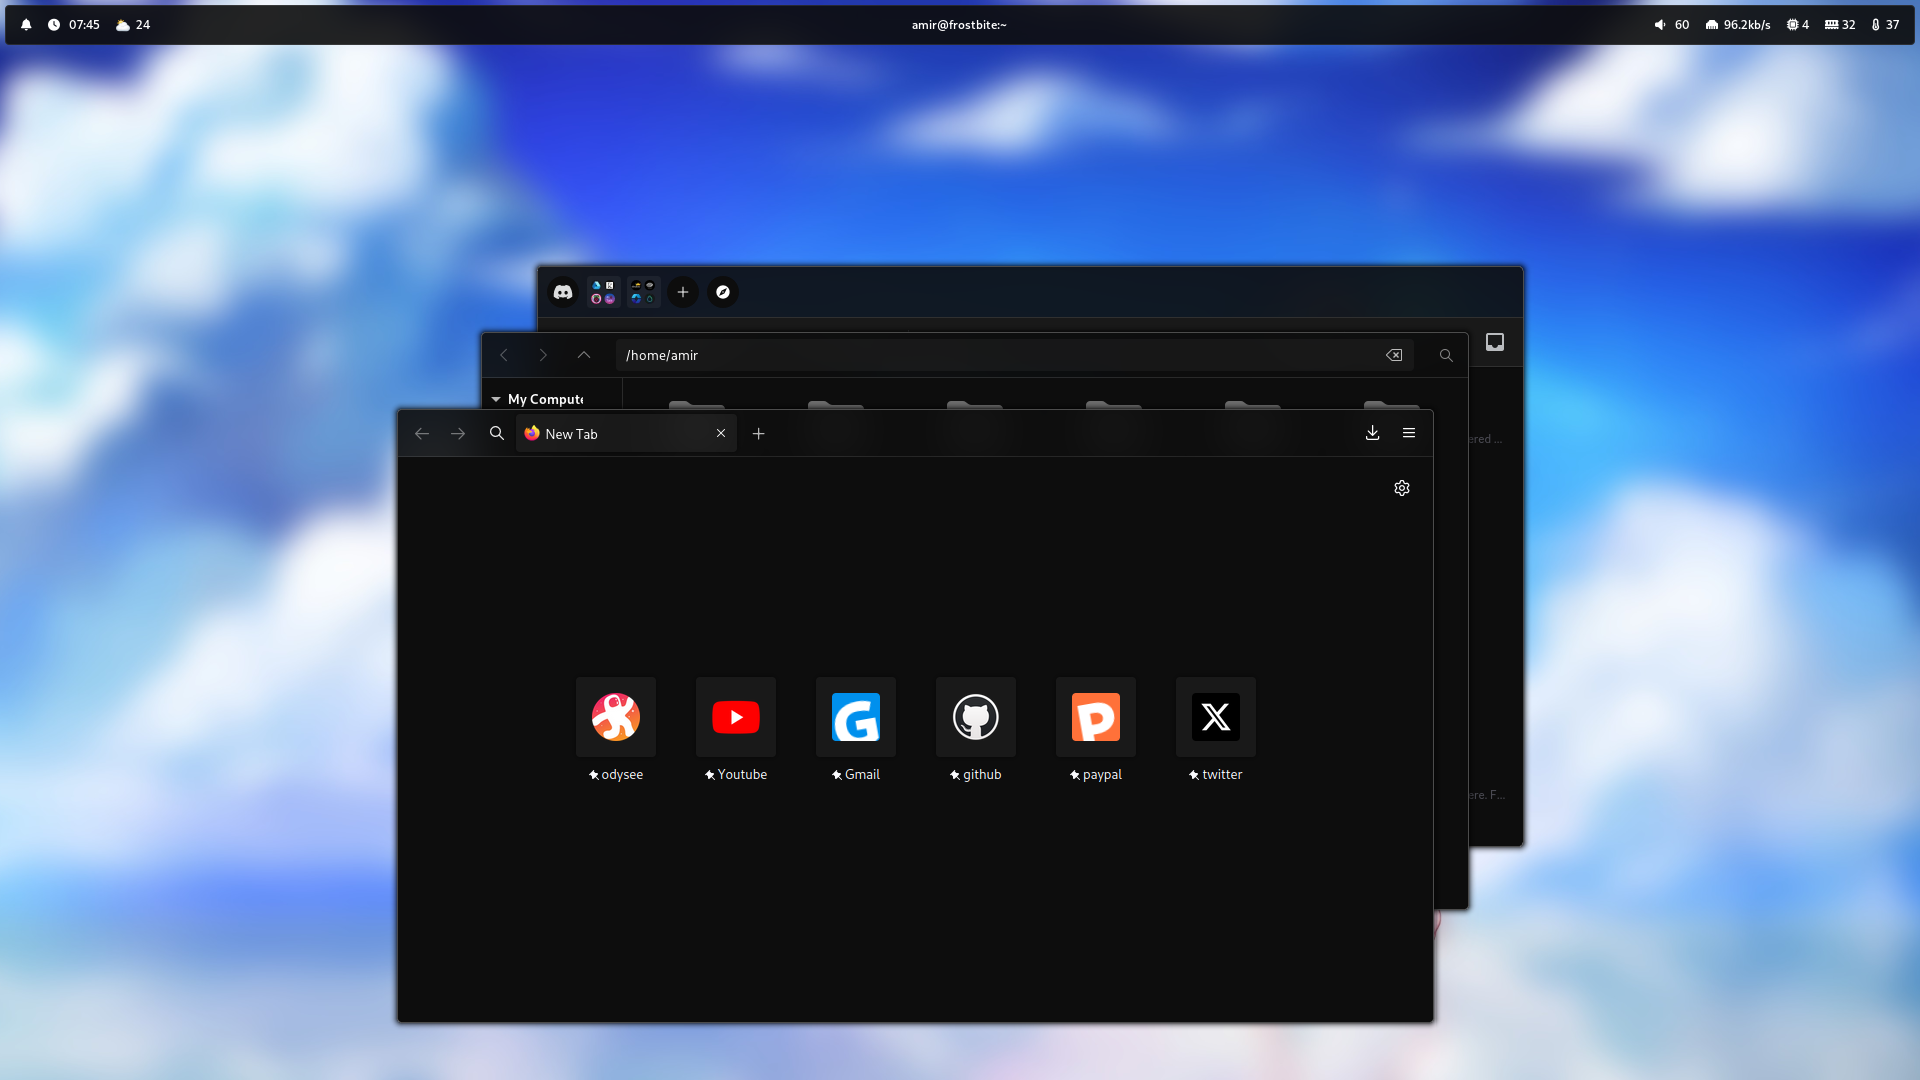 07:45 24 amir@frostbite:~ 60 96.2kb/s 4 32 37
/home/amir
My Compute
New Tab
ered ...
ere. F...
odysee Youtube Gmail github paypal twitter